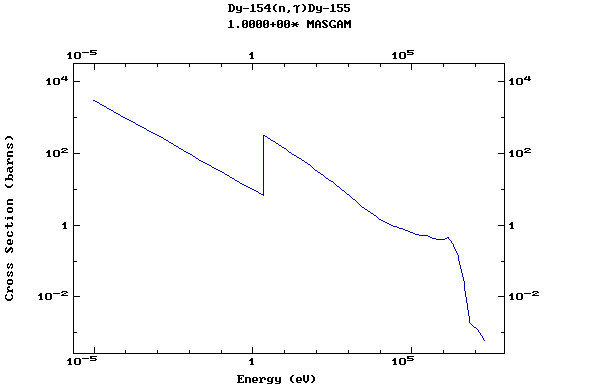 Dy-154(n,γ)Dy-155
1.0000+00* MASGAM
10-5 1 105
104 104
102 102
1 1
10-2 10-2
10-5 1 105
Cross Section (barns)
Energy (eV)